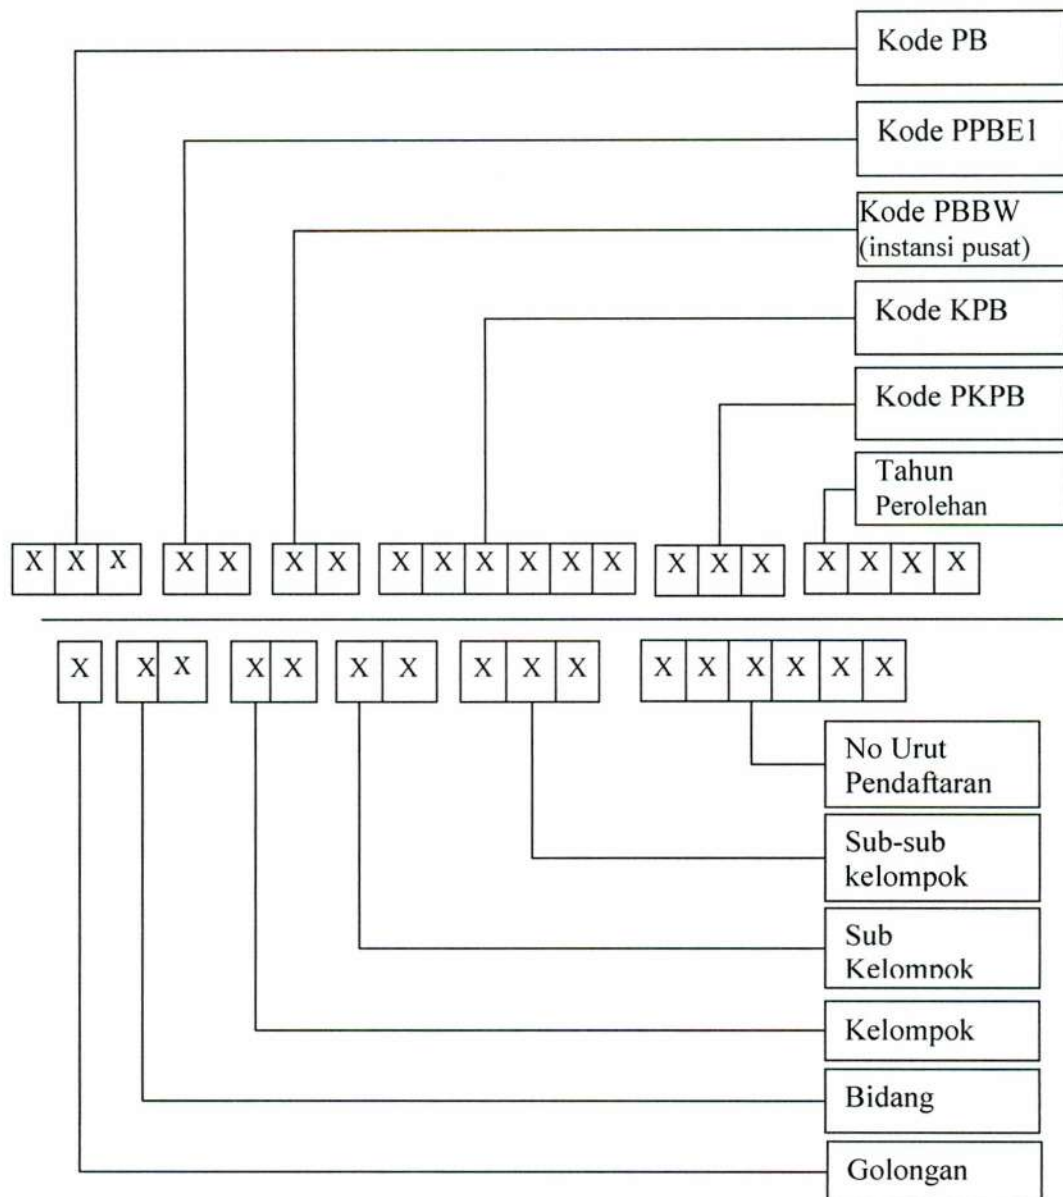 Kode PB
Kode PPBE1
Kode PBBW
(instansi pusat)
Kode KPB
Kode PKPB
Tahun
Perolehan
X X X X X X X X X X X X X X X X X X X X
X X X X X X X X X X X X X X X X
No Urut
Pendaftaran
Sub-sub
kelompok
Sub
Kelompok
Kelompok
Bidang
Golongan